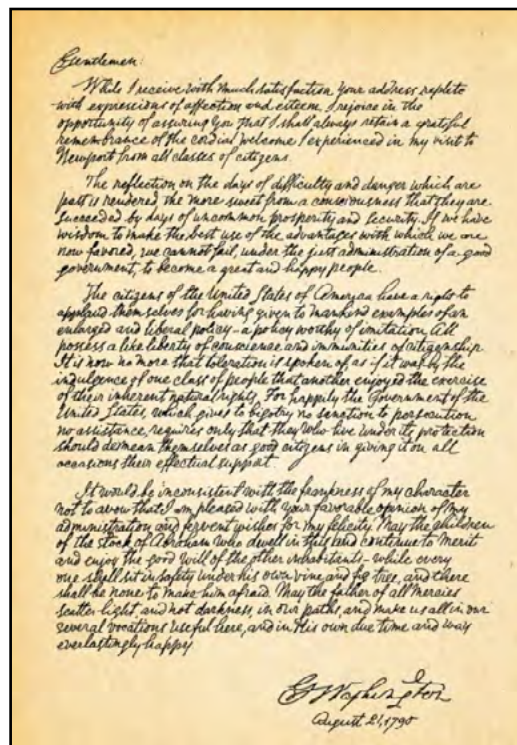 Gentlemen:
While I receive with much satisfaction your address replete
with expressions of affection and esteem, I rejoice in the
opportunity of assuring you that I shall always retain a grateful
remembrance of the cordial welcome I experienced in my visit to
Newport from all classes of citizens.
The reflection on the days of difficulty and danger which are
past is rendered the more sweet from a consciousness that they are
succeeded by days of uncommon prosperity and security. If we have
wisdom to make the best use of the advantages with which we are
now favored, we cannot fail, under the just administration of a good
government, to become a great and happy people.
The citizens of the United States of America have a right to
applaud themselves for having given to mankind examples of an
enlarged and liberal policy - a policy worthy of imitation. All
possess a like liberty of conscience and immunities of citizenship.
It is now no more that toleration is spoken of, as if it was by the
indulgence of one class of people that another enjoyed the exercise
of their inherent natural rights. For happily the Government of the
United States, which gives to bigotry no sanction to persecution
no assistance, requires only that they who live under its protection
should demean themselves as good citizens in giving it on all
occasions their effectual support.
It would be inconsistent with the frankness of my character
not to avow that I am pleased with your favorable opinion of my
administration and fervent wishes for my felicity. May the children
of the stock of Abraham who dwell in this land continue to merit
and enjoy the good will of the other inhabitants - while every
one shall sit in safety under his own vine and fig tree, and there
shall be none to make him afraid. May the father of all mercies
scatter light and not darkness, in our paths, and make us all in our
several vocations useful here, and in His own due time and way
everlastingly happy.
G Washington
August 21, 1790